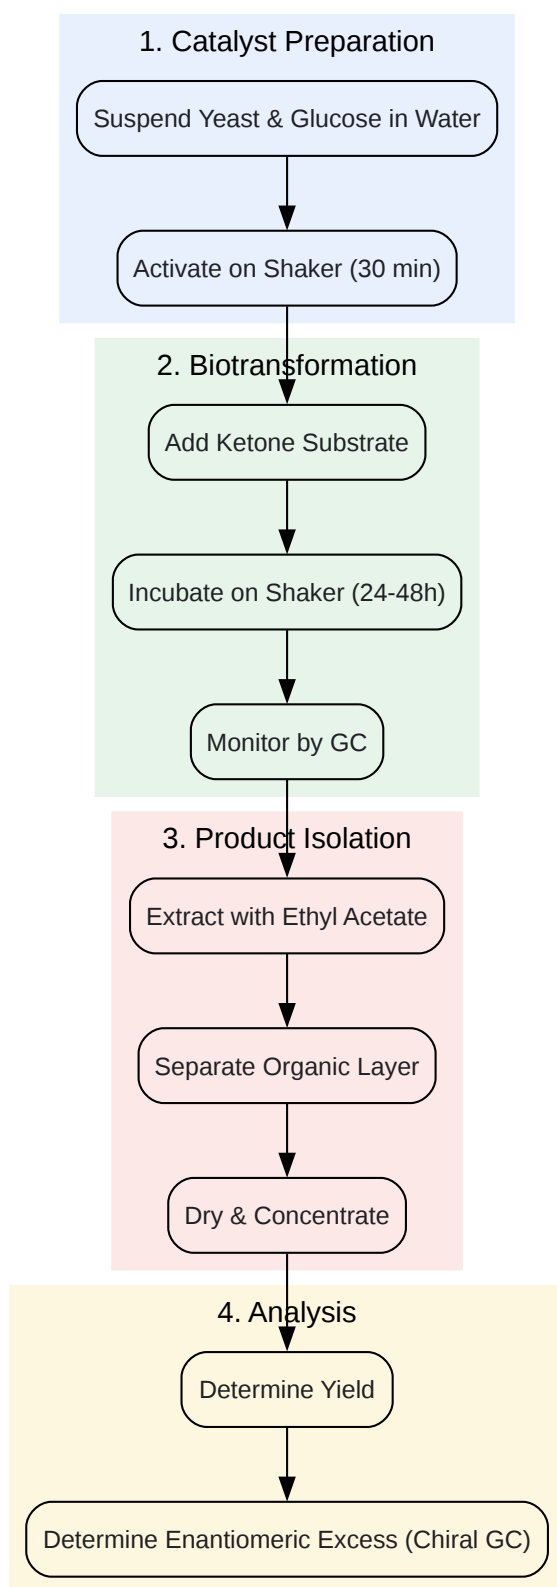 1. Catalyst Preparation
Suspend Yeast & Glucose in Water
Activate on Shaker (30 min)
2. Biotransformation
Add Ketone Substrate
Incubate on Shaker (24-48h)
Monitor by GC
3. Product Isolation
Extract with Ethyl Acetate
Separate Organic Layer
Dry & Concentrate
4. Analysis
Determine Yield
Determine Enantiomeric Excess (Chiral GC)